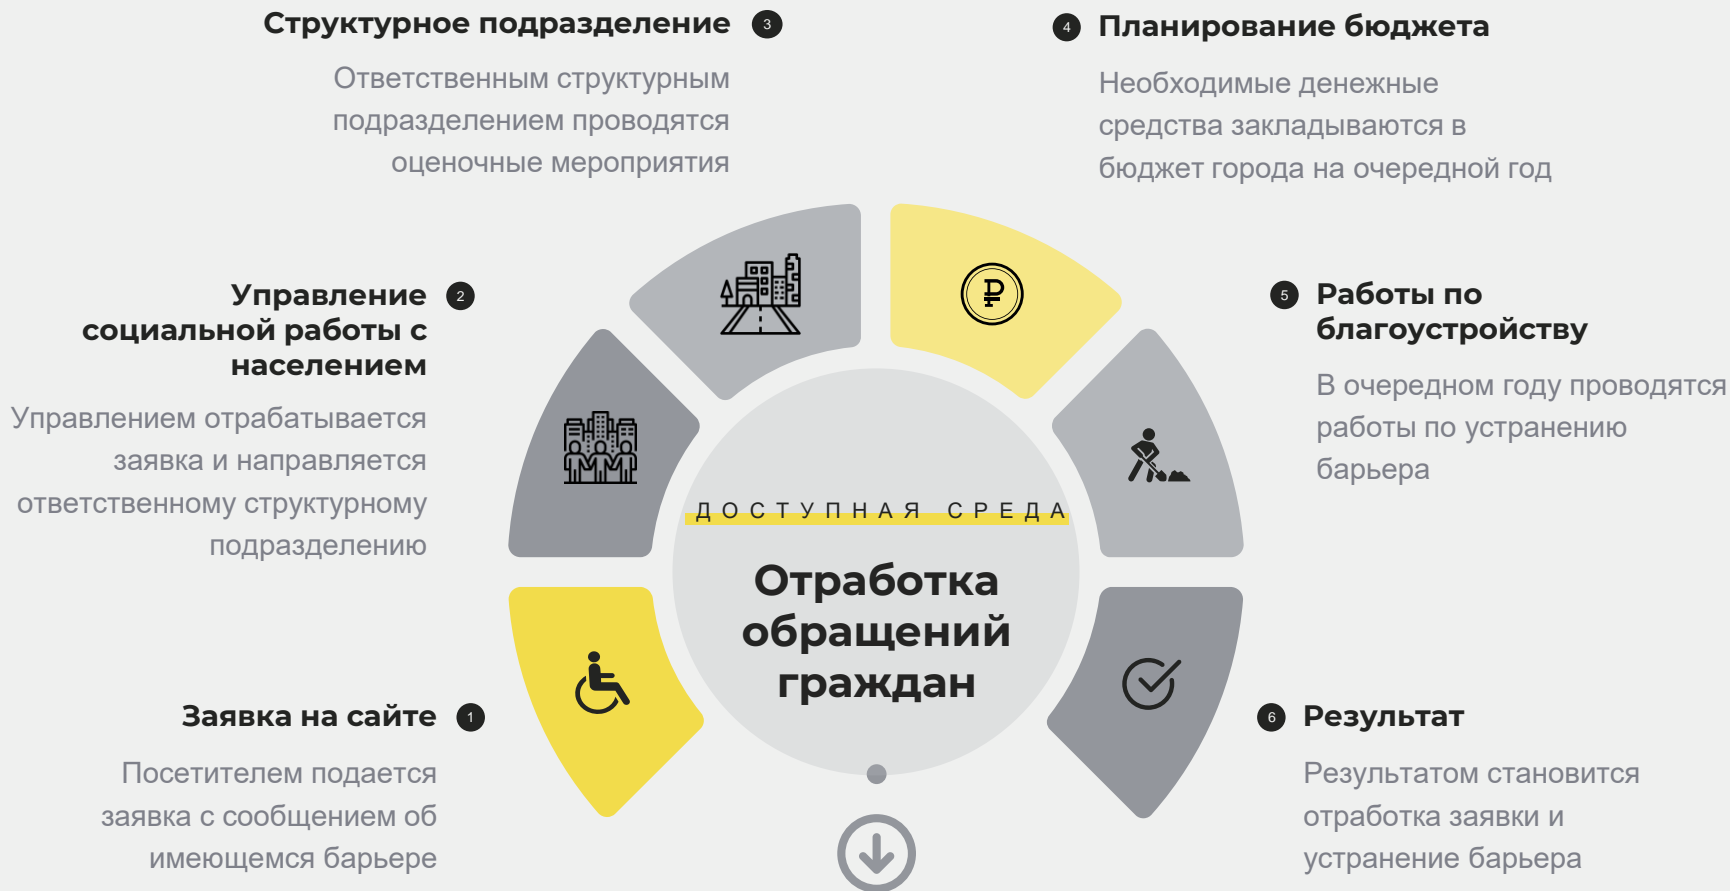 Структурное подразделение 3
Ответственным структурным
подразделением проводятся
оценочные мероприятия
4 Планирование бюджета
Необходимые денежные
средства закладываются в
бюджет города на очередной год
Управление 2
социальной работы с
населением
Управлением отрабатывается
заявка и направляется
ответственному структурному
подразделению
5 Работы по
благоустройству
В очередном году проводятся
работы по устранению
барьера
ДОСТУПНАЯ СРЕДА
Отработка
обращений
граждан
Заявка на сайте 1
Посетителем подается
заявка с сообщением об
имеющемся барьере
6 Результат
Результатом становится
отработка заявки и
устранение барьера